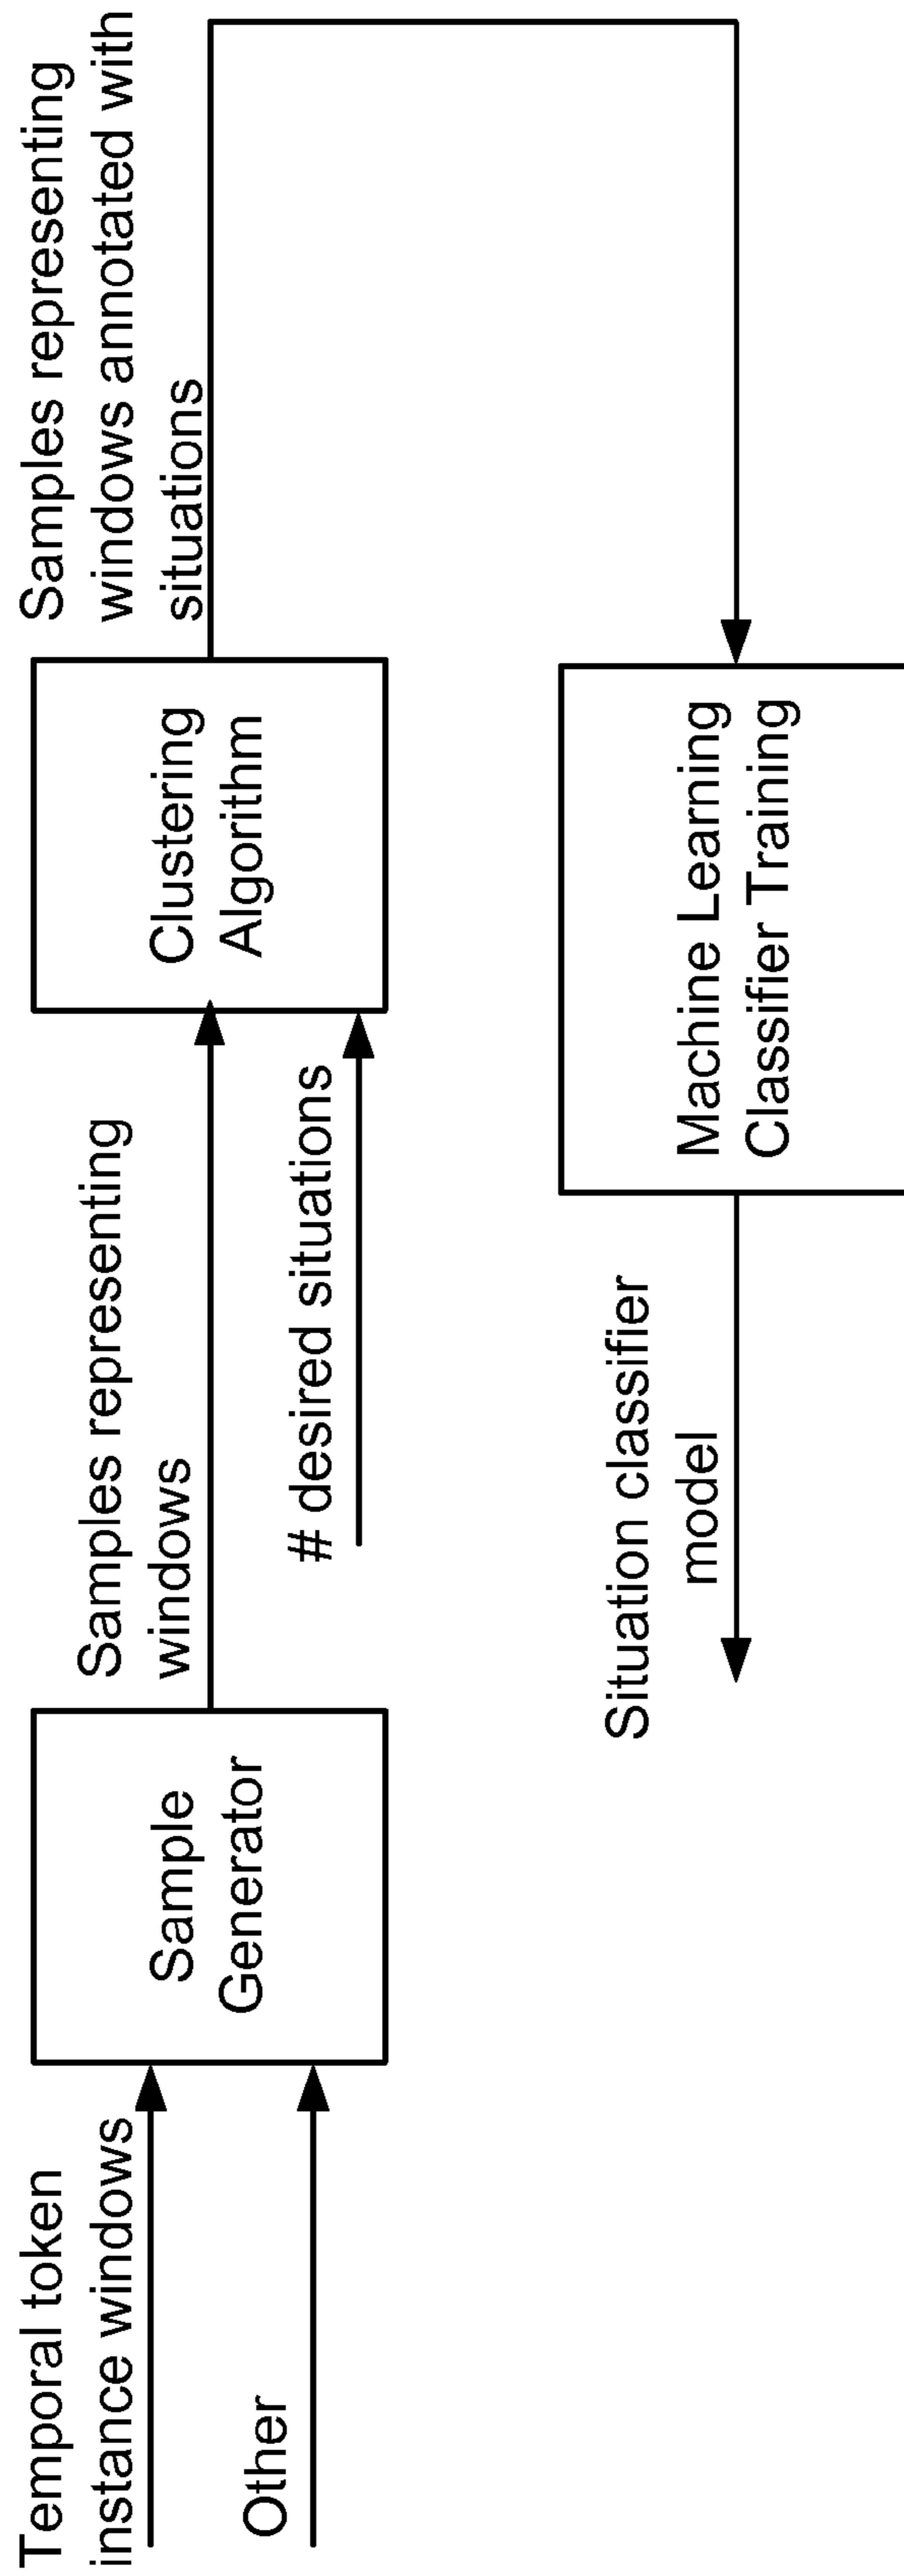 Temporal token
instance windows
Other
Sample
Generator
Samples representing
windows
# desired situations
Clustering
Algorithm
Samples representing
windows annotated with
situations
Machine Learning
Classifier Training
Situation classifier
model